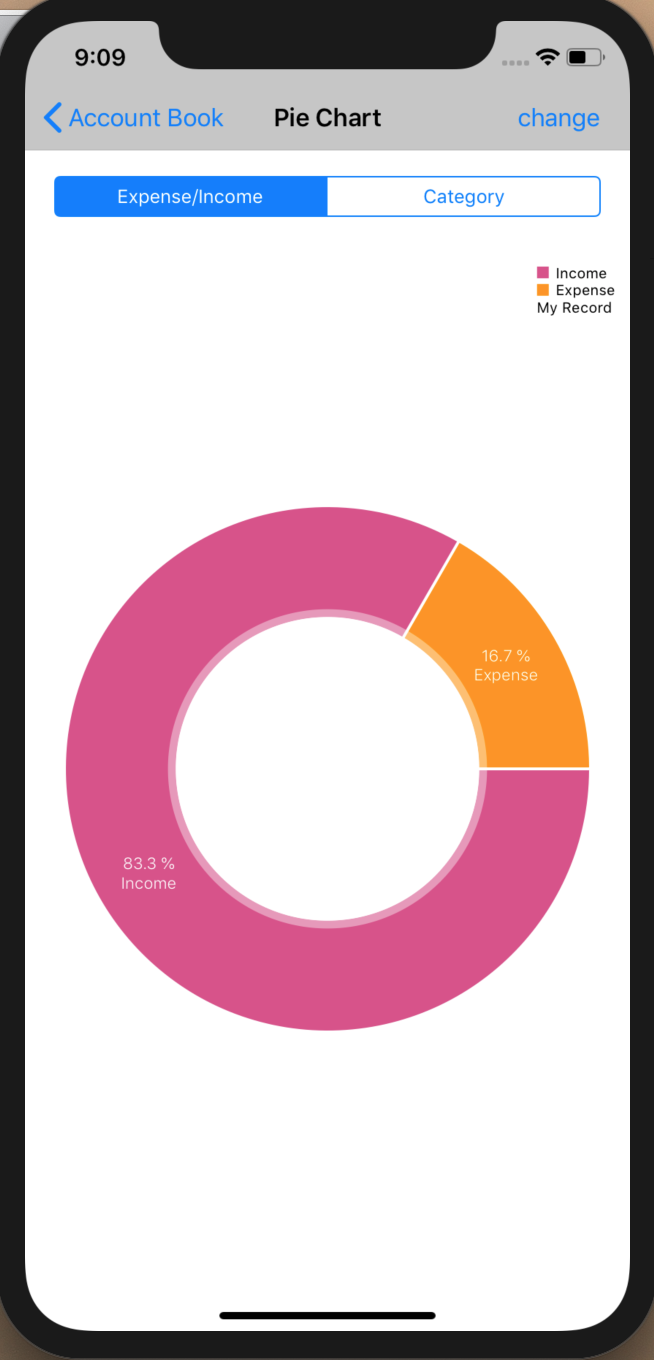 9:09
Account Book Pie Chart change
Expense/Income Category
Income
Expense
My Record
16.7 %
Expense
83.3 %
Income